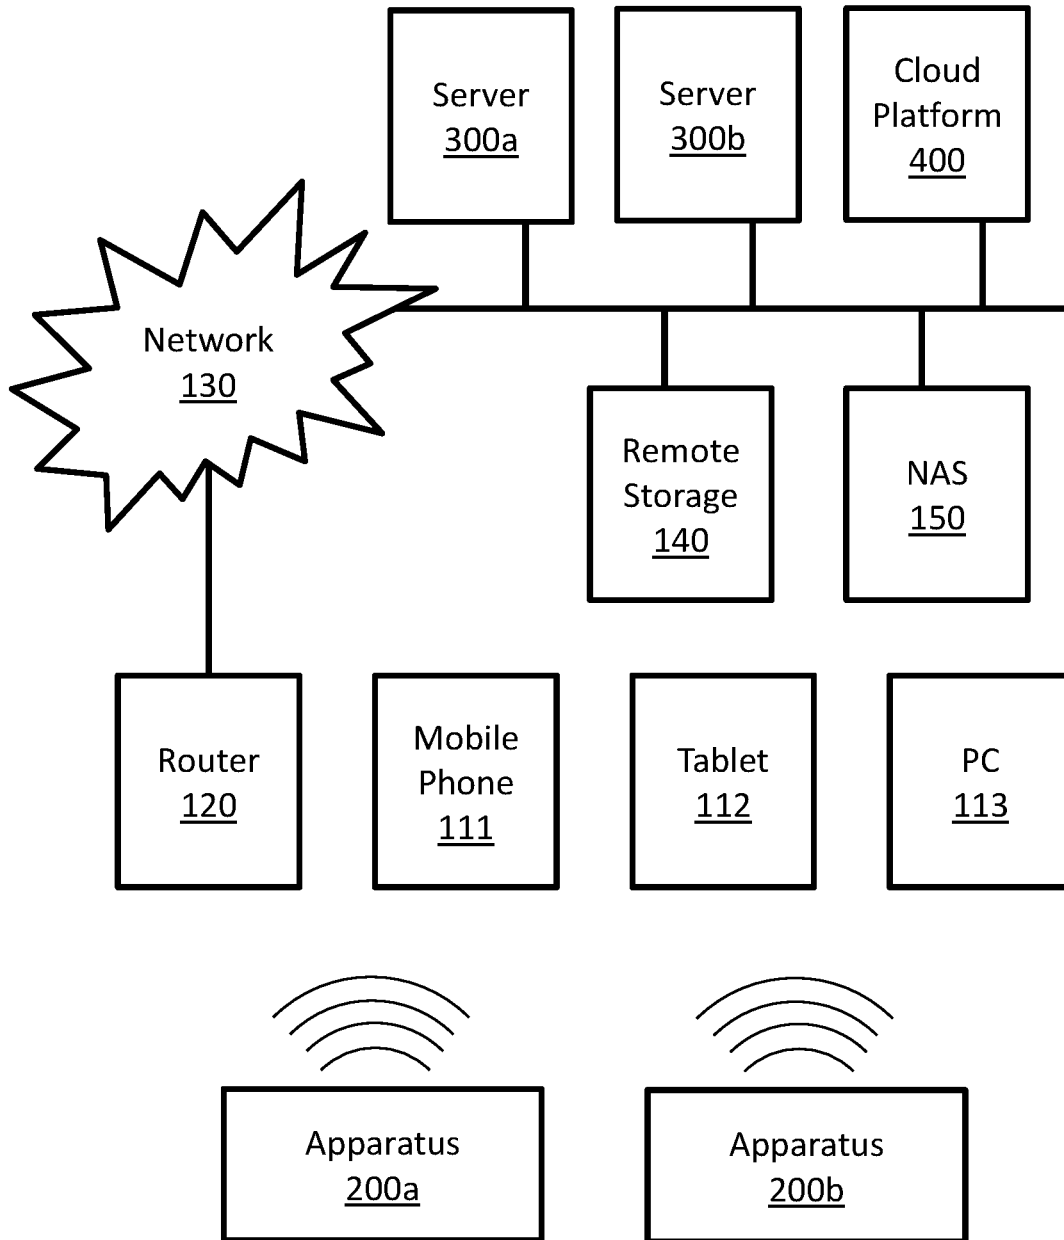 Server
300a
Server
300b
Cloud
Platform
400
Network
130
Remote
Storage
140
NAS
150
Router
120
Mobile
Phone
111
Tablet
112
PC
113
Apparatus
200a
Apparatus
200b